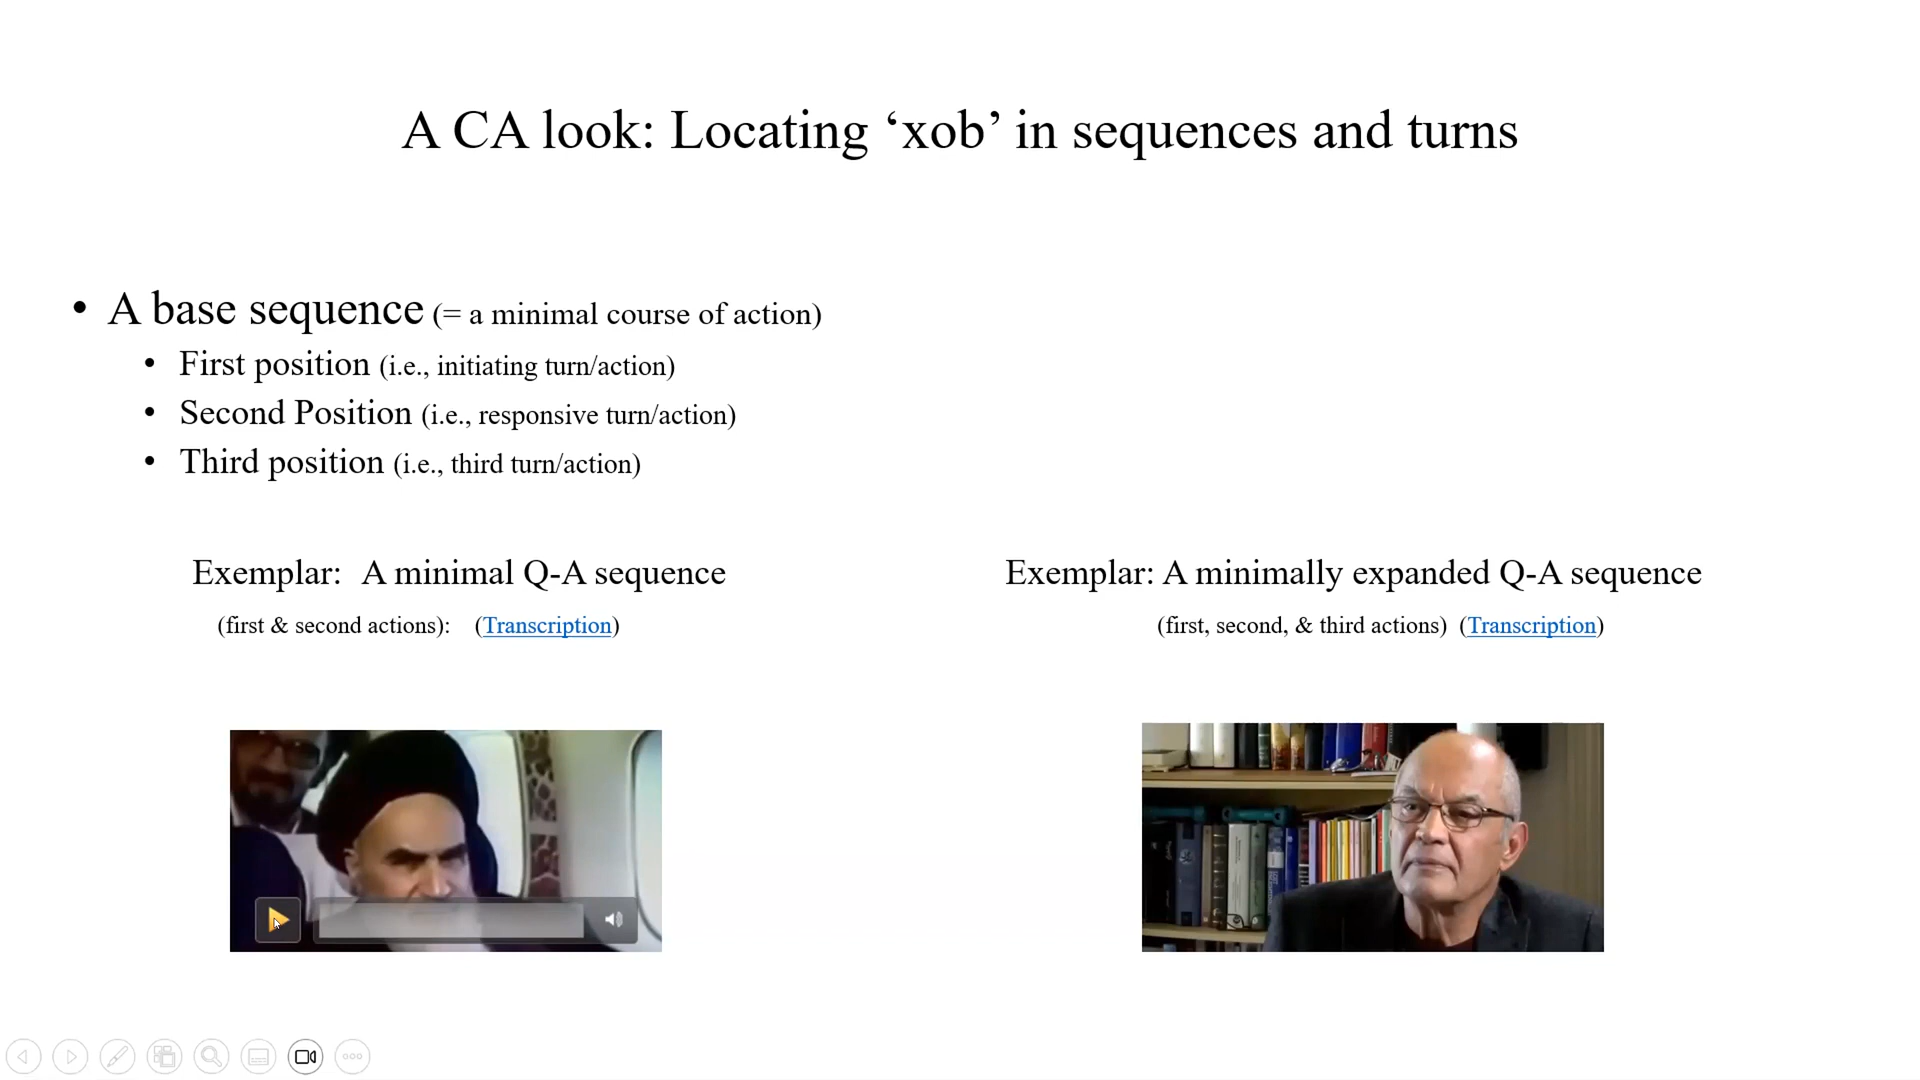 A CA look: Locating ‘xob’ in sequences and turns
• A base sequence (= a minimal course of action)
• First position (i.e., initiating turn/action)
• Second Position (i.e., responsive turn/action)
• Third position (i.e., third turn/action)
Exemplar: A minimal Q-A sequence
(first & second actions): (Transcription)
Exemplar: A minimally expanded Q-A sequence
(first, second, & third actions) (Transcription)